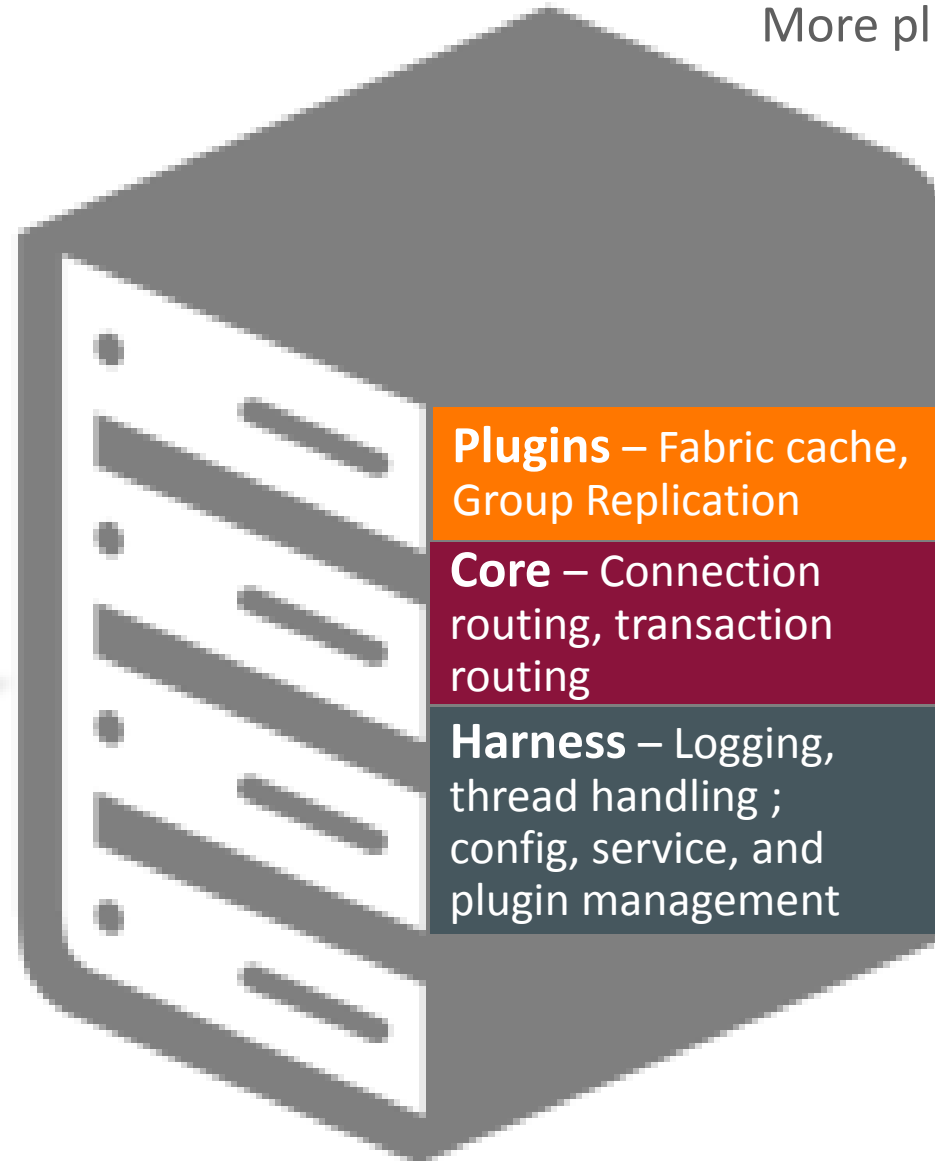 More pl
Plugins – Fabric cache,
Group Replication
Core – Connection
routing, transaction
routing
Harness – Logging,
thread handling ;
config, service, and
plugin management